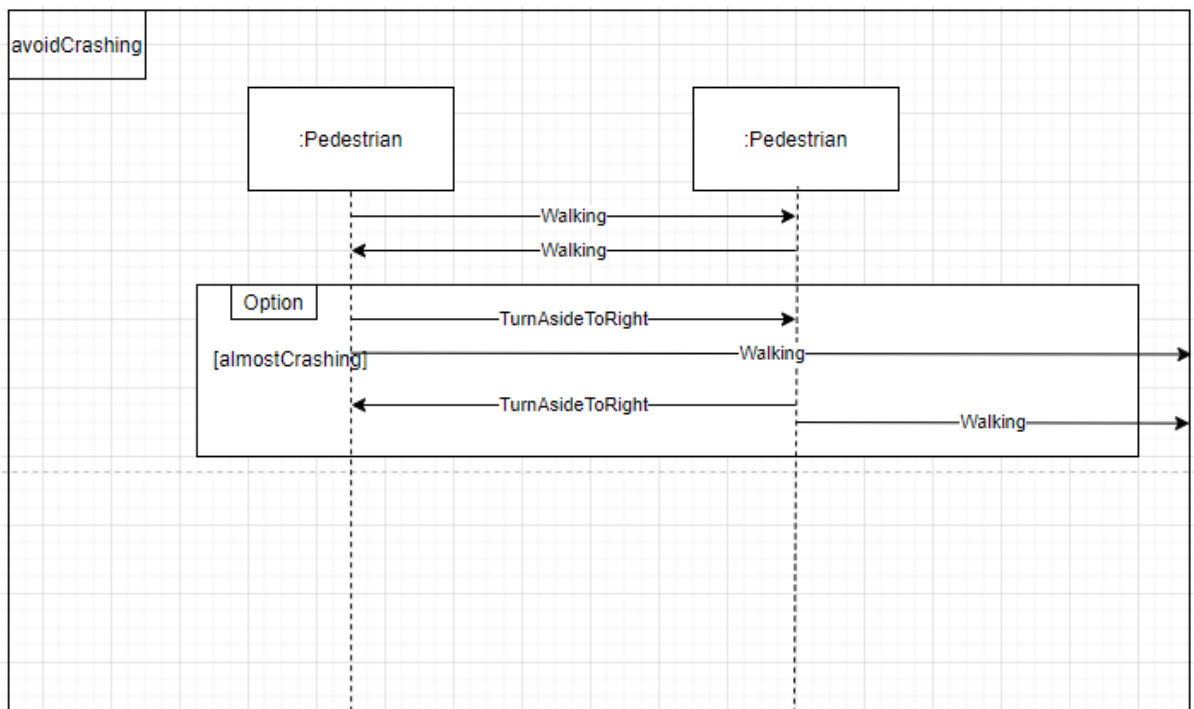 avoidCrashing
:Pedestrian
:Pedestrian
Walking
Walking
Option
TurnAsideToRight
[almostCrashing]
Walking
TurnAsideToRight
Walking